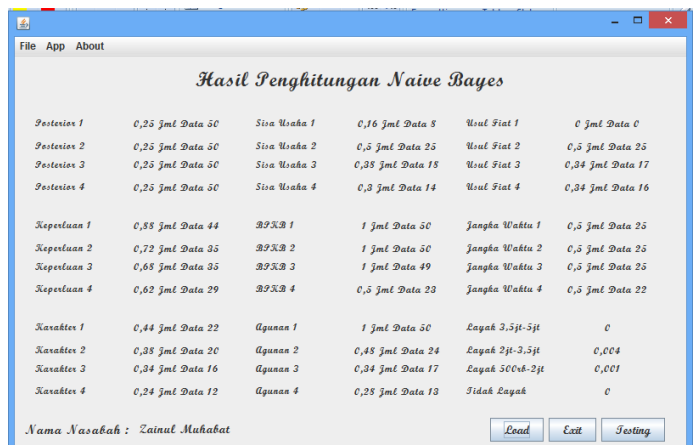 File App About
Hasil Penghitungan Naive Bayes
Posterior 1 0,25 Jml Data 50 Sisa Usaha 1 0,16 Jml Data 8 Usul Fiat 1 0 Jml Data 0
Posterior 2 0,25 Jml Data 50 Sisa Usaha 2 0,5 Jml Data 25 Usul Fiat 2 0,5 Jml Data 25
Posterior 3 0,25 Jml Data 50 Sisa Usaha 3 0,38 Jml Data 18 Usul Fiat 3 0,34 Jml Data 17
Posterior 4 0,25 Jml Data 50 Sisa Usaha 4 0,3 Jml Data 14 Usul Fiat 4 0,34 Jml Data 16
Keperluan 1 0,88 Jml Data 44 BPKB 1 1 Jml Data 50 Jangka Waktu 1 0,5 Jml Data 25
Keperluan 2 0,72 Jml Data 35 BPKB 2 1 Jml Data 50 Jangka Waktu 2 0,5 Jml Data 25
Keperluan 3 0,68 Jml Data 35 BPKB 3 1 Jml Data 49 Jangka Waktu 3 0,5 Jml Data 25
Keperluan 4 0,62 Jml Data 29 BPKB 4 0,5 Jml Data 23 Jangka Waktu 4 0,5 Jml Data 22
Karakter 1 0,44 Jml Data 22 Agunan 1 1 Jml Data 50 Layak 3,5jt-5jt 0
Karakter 2 0,38 Jml Data 20 Agunan 2 0,48 Jml Data 24 Layak 2jt-3,5jt 0,004
Karakter 3 0,34 Jml Data 16 Agunan 3 0,34 Jml Data 17 Layak 500rb-2jt 0,001
Karakter 4 0,24 Jml Data 12 Agunan 4 0,28 Jml Data 13 Tidak Layak 0
Nama Nasabah : Zainul Muhabat Load Exit Testing